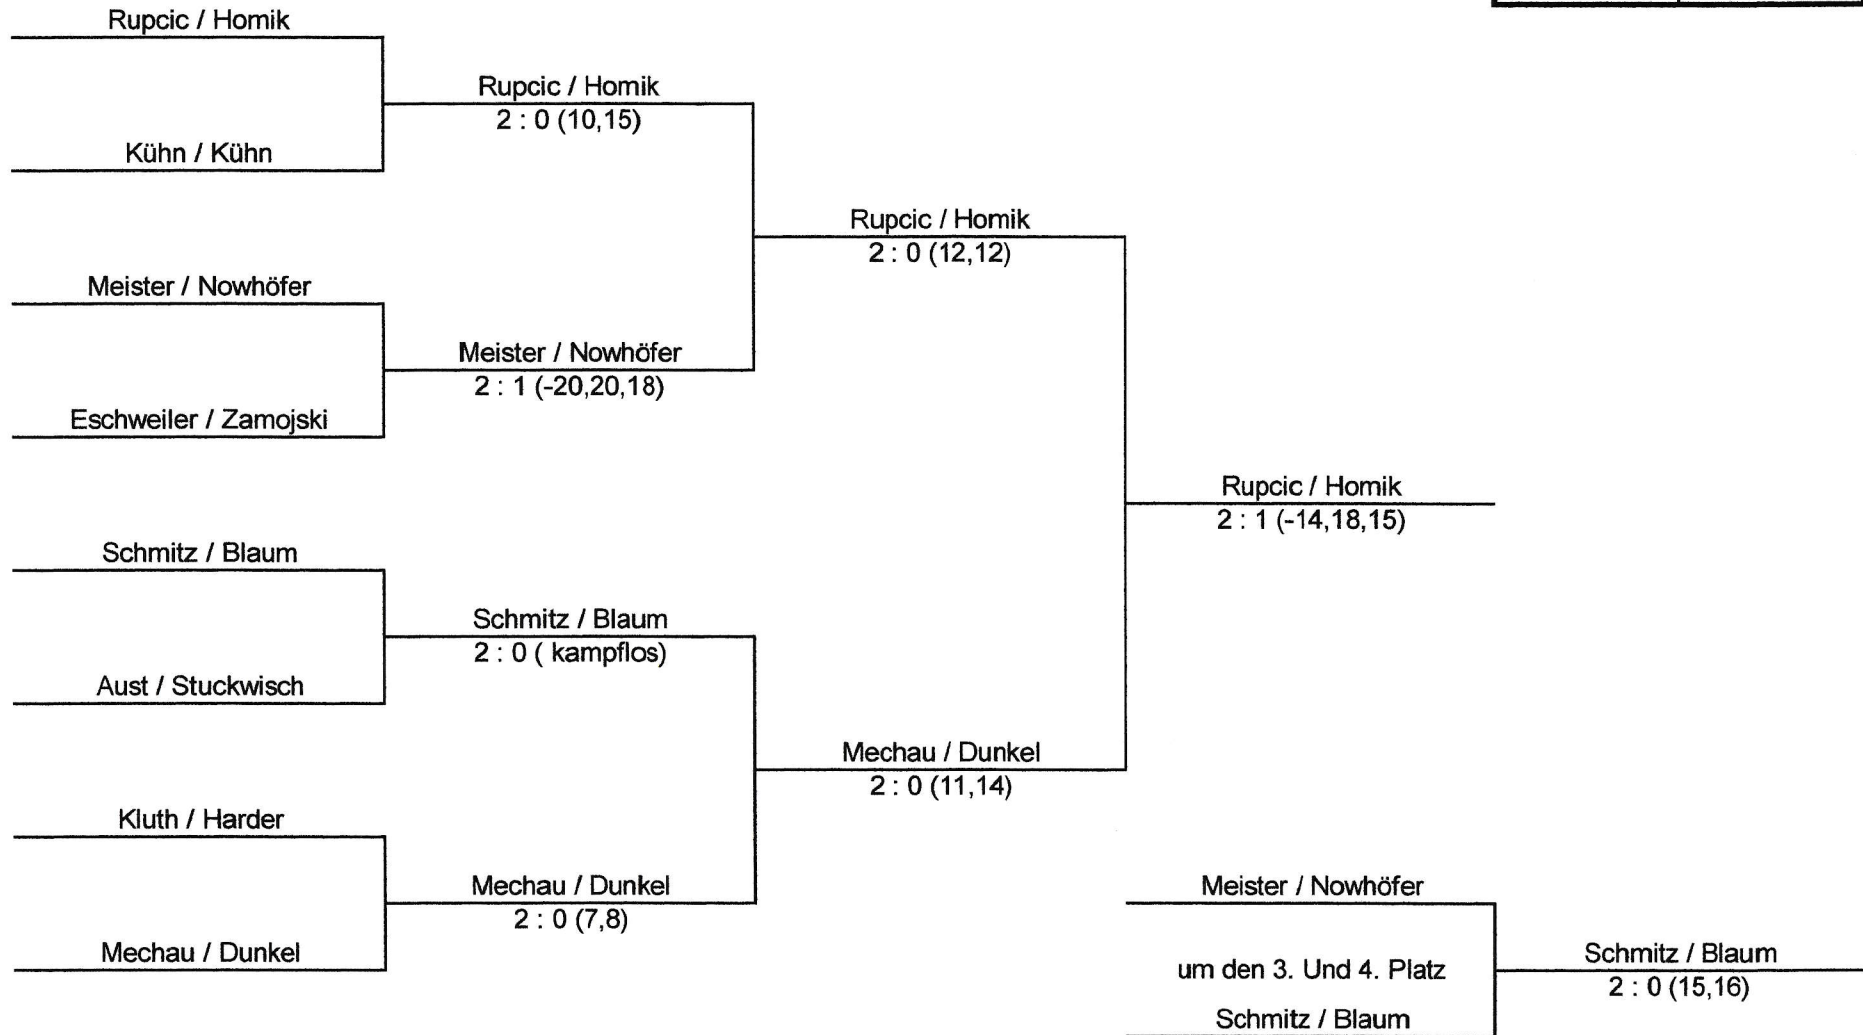 Rupcic / Homik
Kühn / Kühn
Meister / Nowhöfer
Eschweiler / Zamojski
Schmitz / Blaum
Aust / Stuckwisch
Kluth / Harder
Mechau / Dunkel
Rupcic / Homik
2 : 0 (10,15)
Meister / Nowhöfer
2 : 1 (-20,20,18)
Schmitz / Blaum
2 : 0 ( kampflos)
Mechau / Dunkel
2 : 0 (7,8)
Rupcic / Homik
2 : 0 (12,12)
Mechau / Dunkel
2 : 0 (11,14)
Rupcic / Homik
2 : 1 (-14,18,15)
Meister / Nowhöfer
um den 3. Und 4. Platz
Schmitz / Blaum
Schmitz / Blaum
2 : 0 (15,16)